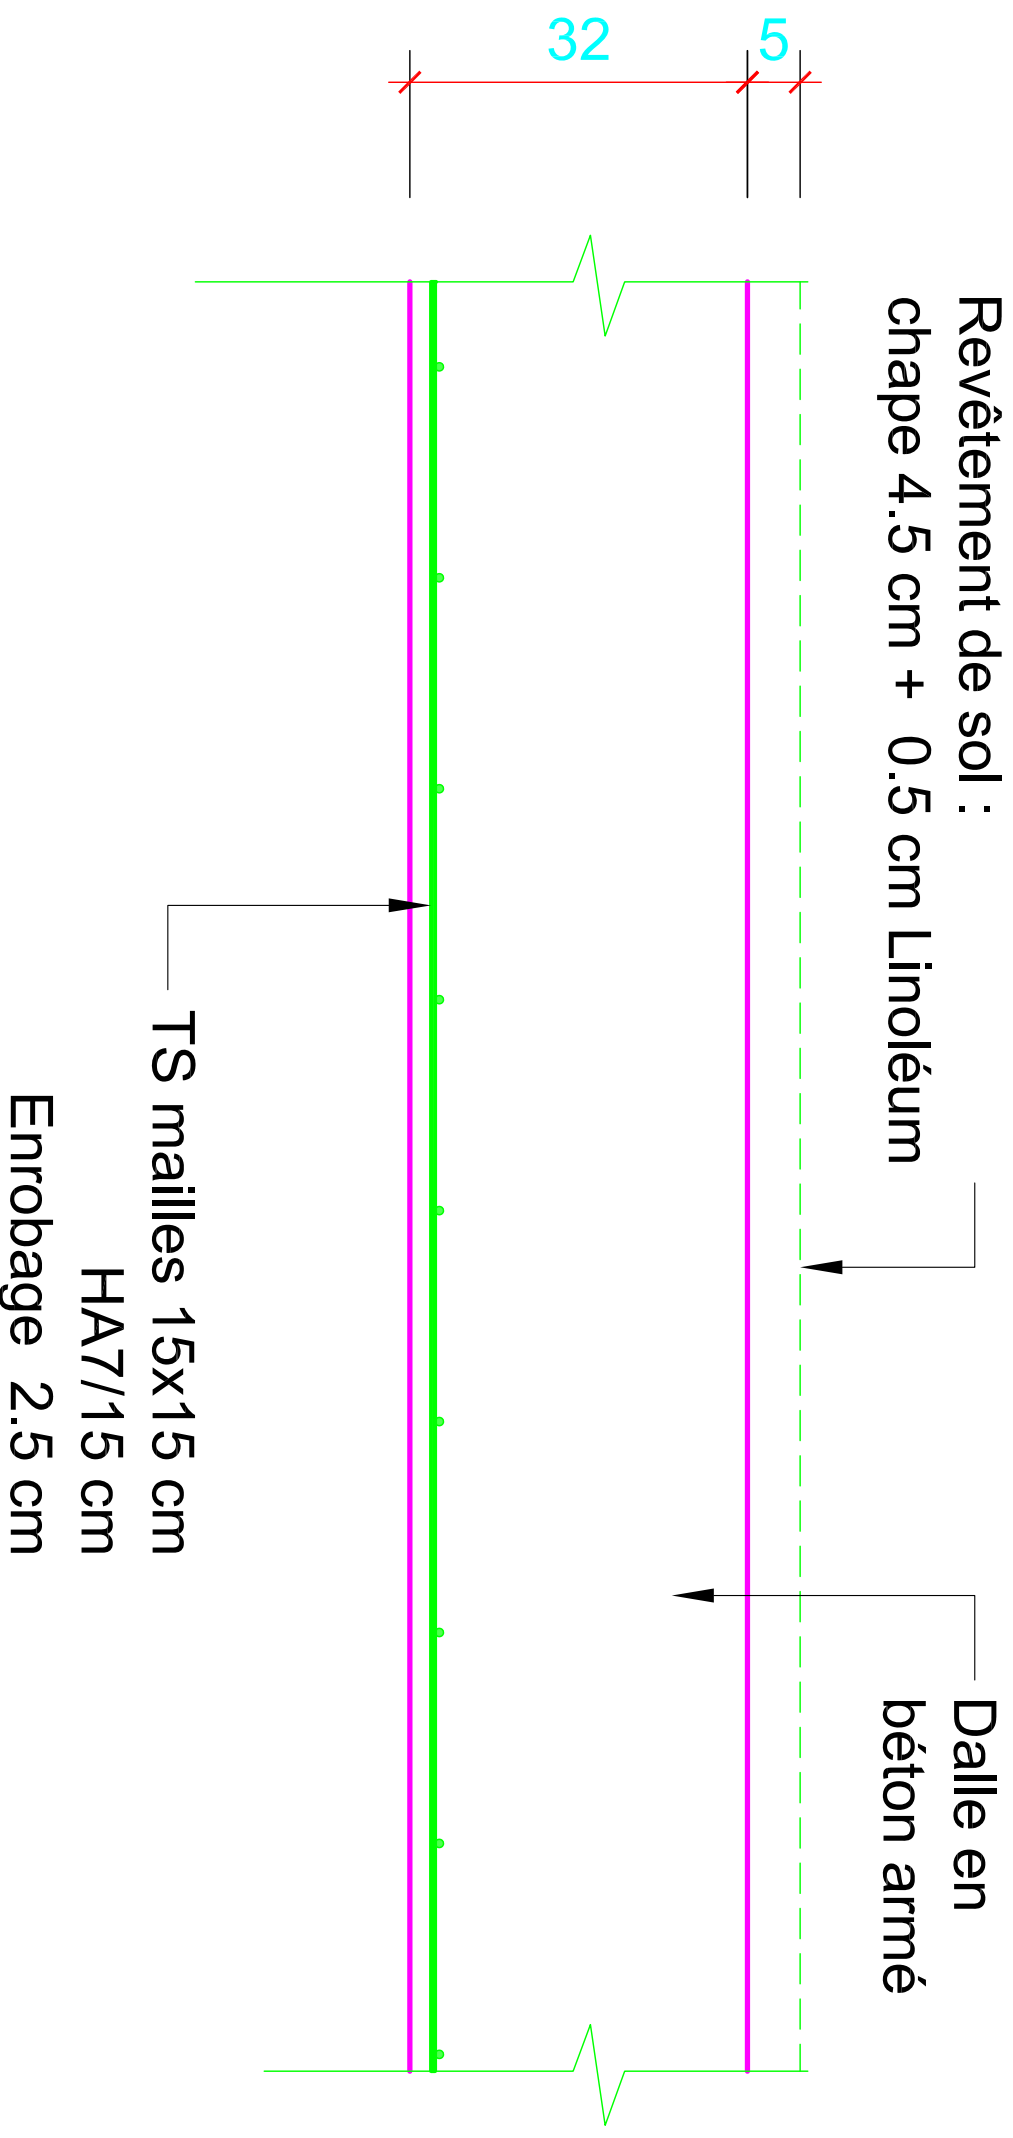 Revêtement de sol :
chape 4.5 cm + 0.5 cm Linoléum
Dalle en
béton armé
5
32
TS mailles 15x15 cm
HA7/15 cm
Enrobage 2.5 cm